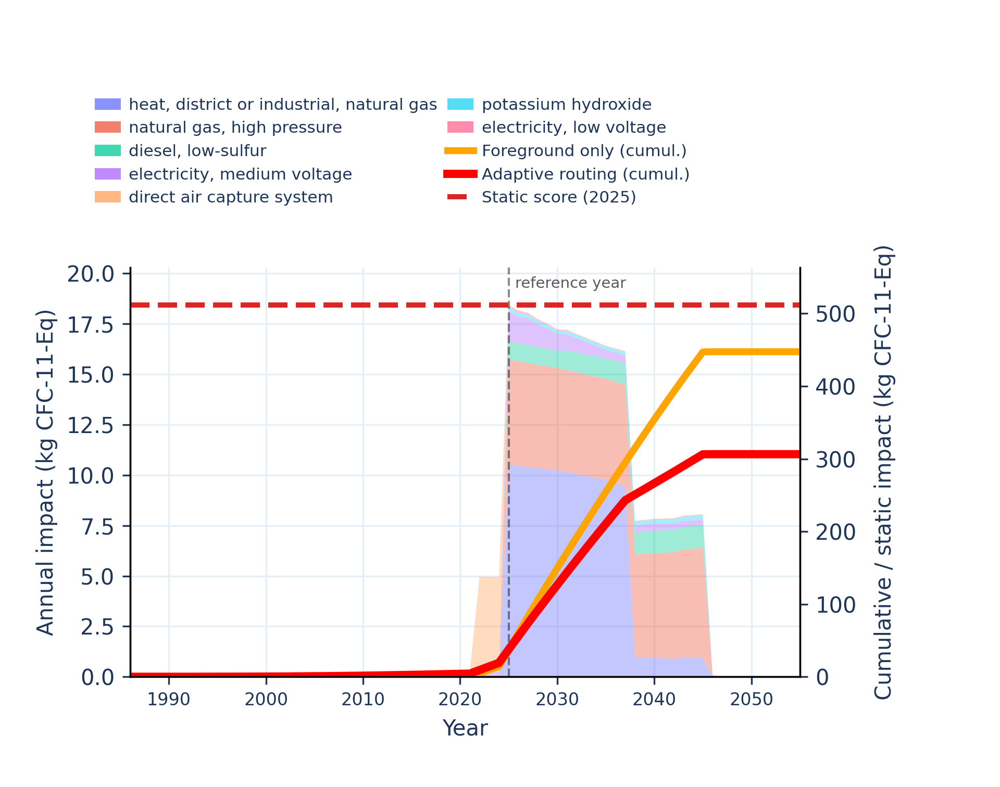 heat, district or industrial, natural gas
natural gas, high pressure
diesel, low-sulfur
electricity, medium voltage
direct air capture system
potassium hydroxide
electricity, low voltage
Foreground only (cumul.)
Adaptive routing (cumul.)
Static score (2025)
Annual impact (kg CFC-11-Eq)
20.0
17.5
15.0
12.5
10.0
7.5
5.0
2.5
0.0
reference year
500
400
300
200
100
0
Cumulative / static impact (kg CFC-11-Eq)
1990 2000 2010 2020 2030 2040 2050
Year